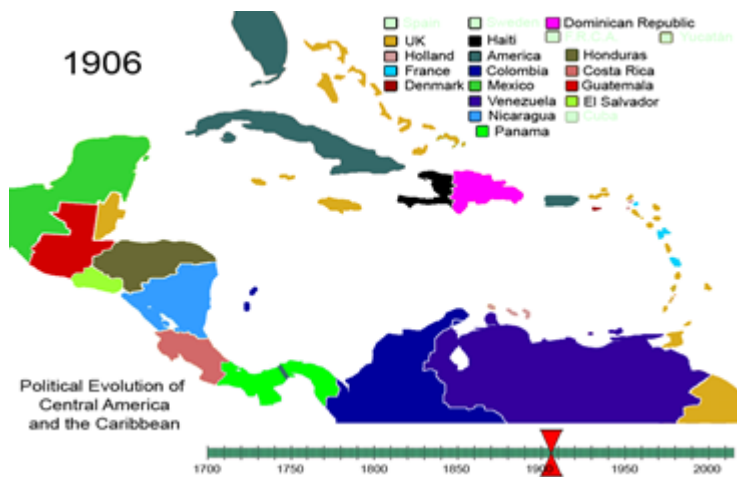 1906
Spain Sweden Dominican Republic
UK Haiti F.R.C.A. Yucatán
Holland America Honduras
France Colombia Costa Rica
Denmark Mexico Guatemala
Venezuela El Salvador
Nicaragua Cuba
Panama
Political Evolution of
Central America
and the Caribbean
1700 1750 1800 1850 1900 1950 2000